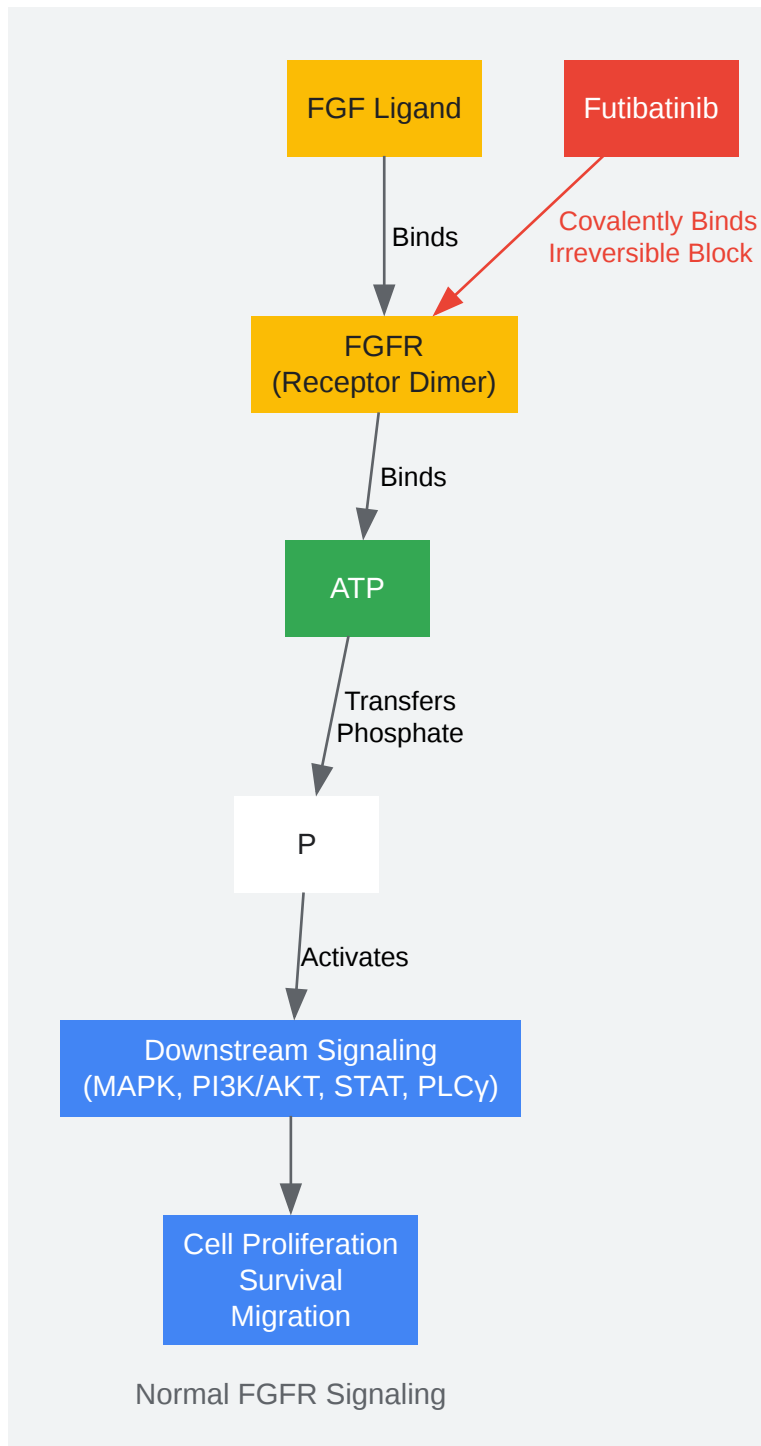 FGF Ligand
Futibatinib
Binds
Covalently Binds
Irreversible Block
FGFR
(Receptor Dimer)
Binds
ATP
Transfers
Phosphate
P
Activates
Downstream Signaling
(MAPK, PI3K/AKT, STAT, PLCγ)
Cell Proliferation
Survival
Migration
Normal FGFR Signaling